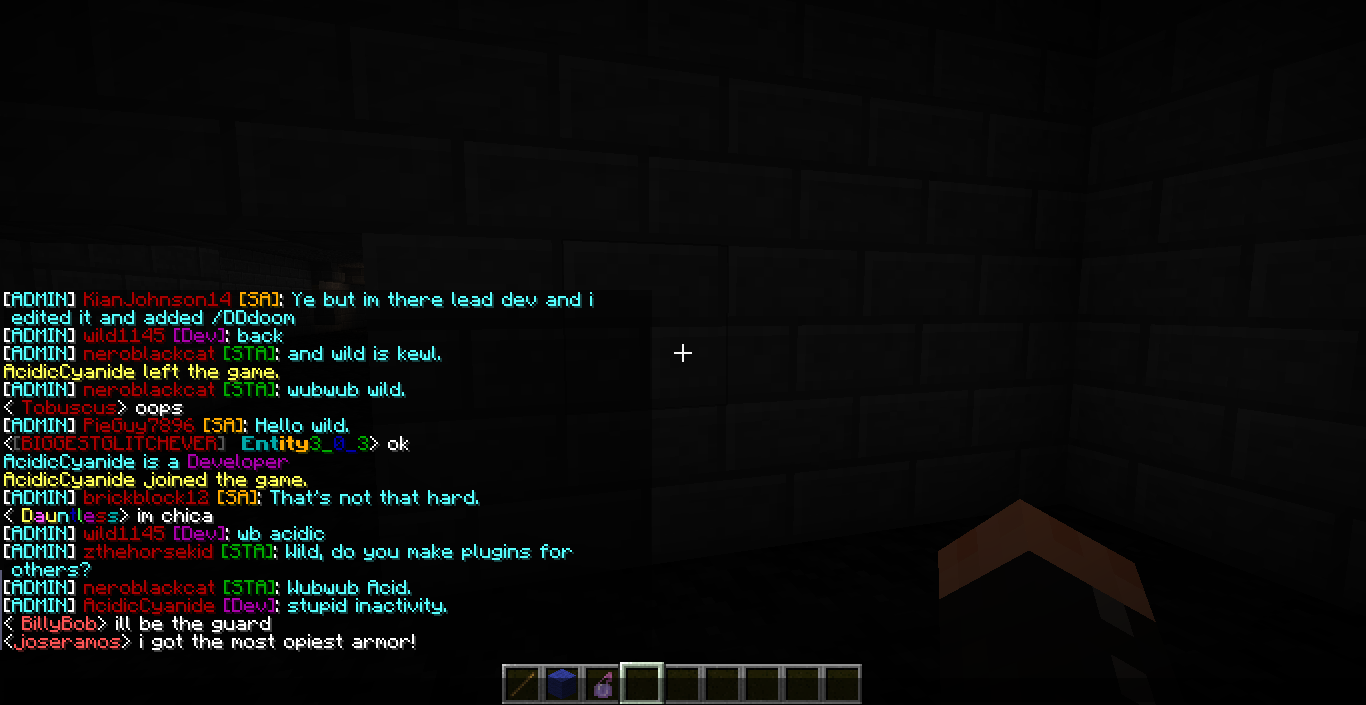 [ADMIN] KianJohnson14 [SA]: Ye but im there lead dev and i
edited it and added /DDdoom
[ADMIN] wild1145 [Dev]: back
[ADMIN] neroblackcat [STA]: and wild is kewl.
AcidicCyanide left the game.
[ADMIN] neroblackcat [STA]: wubwub wild.
< Tobuscus> oops
[ADMIN] PieGuy7896 [SA]: Hello wild.
<[BIGGESTGLITCHEVER] Entity3_0_3> ok
AcidicCyanide is a Developer
AcidicCyanide joined the game.
[ADMIN] brickblock13 [SA]: That's not that hard.
< Dauntless> im chica
[ADMIN] wild1145 [Dev]: wb acidic
[ADMIN] zthehorsekid [STA]: Wild, do you make plugins for
others?
[ADMIN] neroblackcat [STA]: Wubwub Acid.
[ADMIN] AcidicCyanide [Dev]: stupid inactivity.
< BillyBob> ill be the guard
<joseramos> i got the most opiest armor!